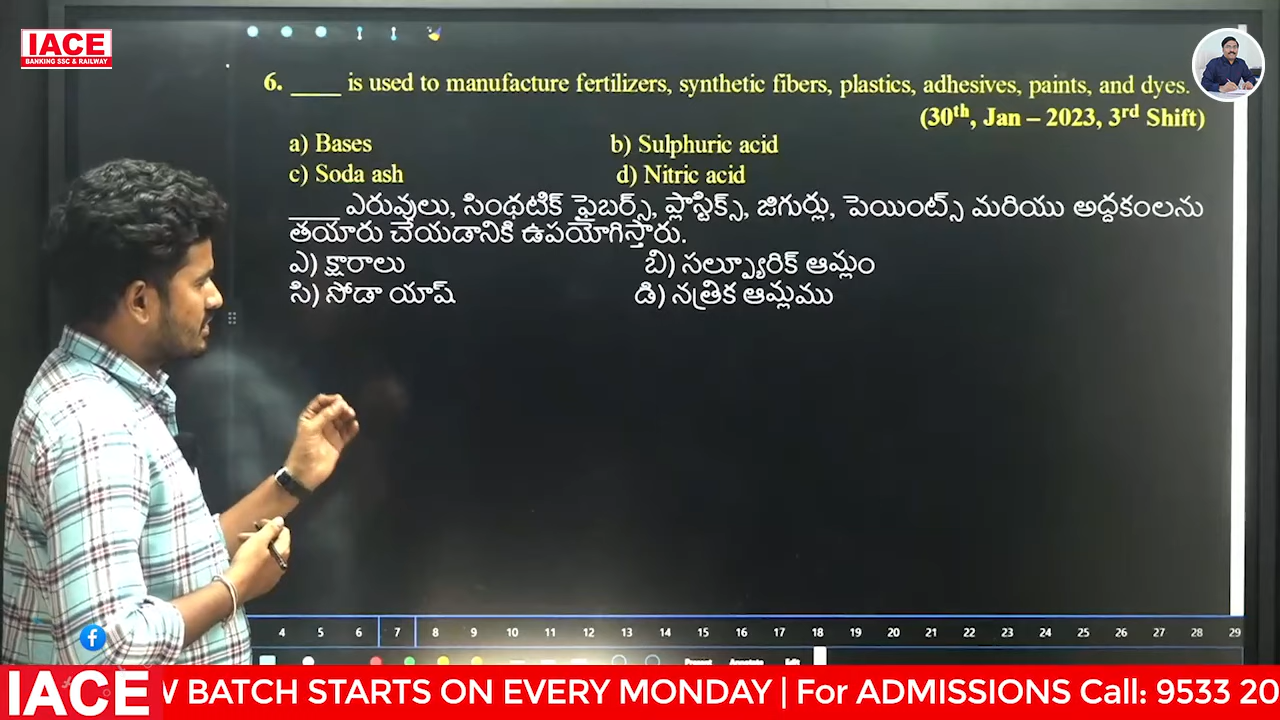 IACE
BANKING SSC & RAILWAY
6. ____ is used to manufacture fertilizers, synthetic fibers, plastics, adhesives, paints, and dyes.
(30th, Jan – 2023, 3rd Shift)
a) Bases b) Sulphuric acid
c) Soda ash d) Nitric acid
____ ఎరువులు, సింథటిక్ ఫైబర్స్, ప్లాస్టిక్స్, జిగుర్లు, పెయింట్స్ మరియు అద్దకంలను
తయారు చేయడానికి ఉపయోగిస్తారు.
ఎ) క్షారాలు బి) సల్ఫ్యూరిక్ ఆమ్లం
సి) సోడా యాష్ డి) నత్రిక ఆమ్లము
4 5 6 7 8 9 10 11 12 13 14 15 16 17 18 19 20 21 22 23 24 25 26 27 28 29
IACE W BATCH STARTS ON EVERY MONDAY | For ADMISSIONS Call: 9533 20